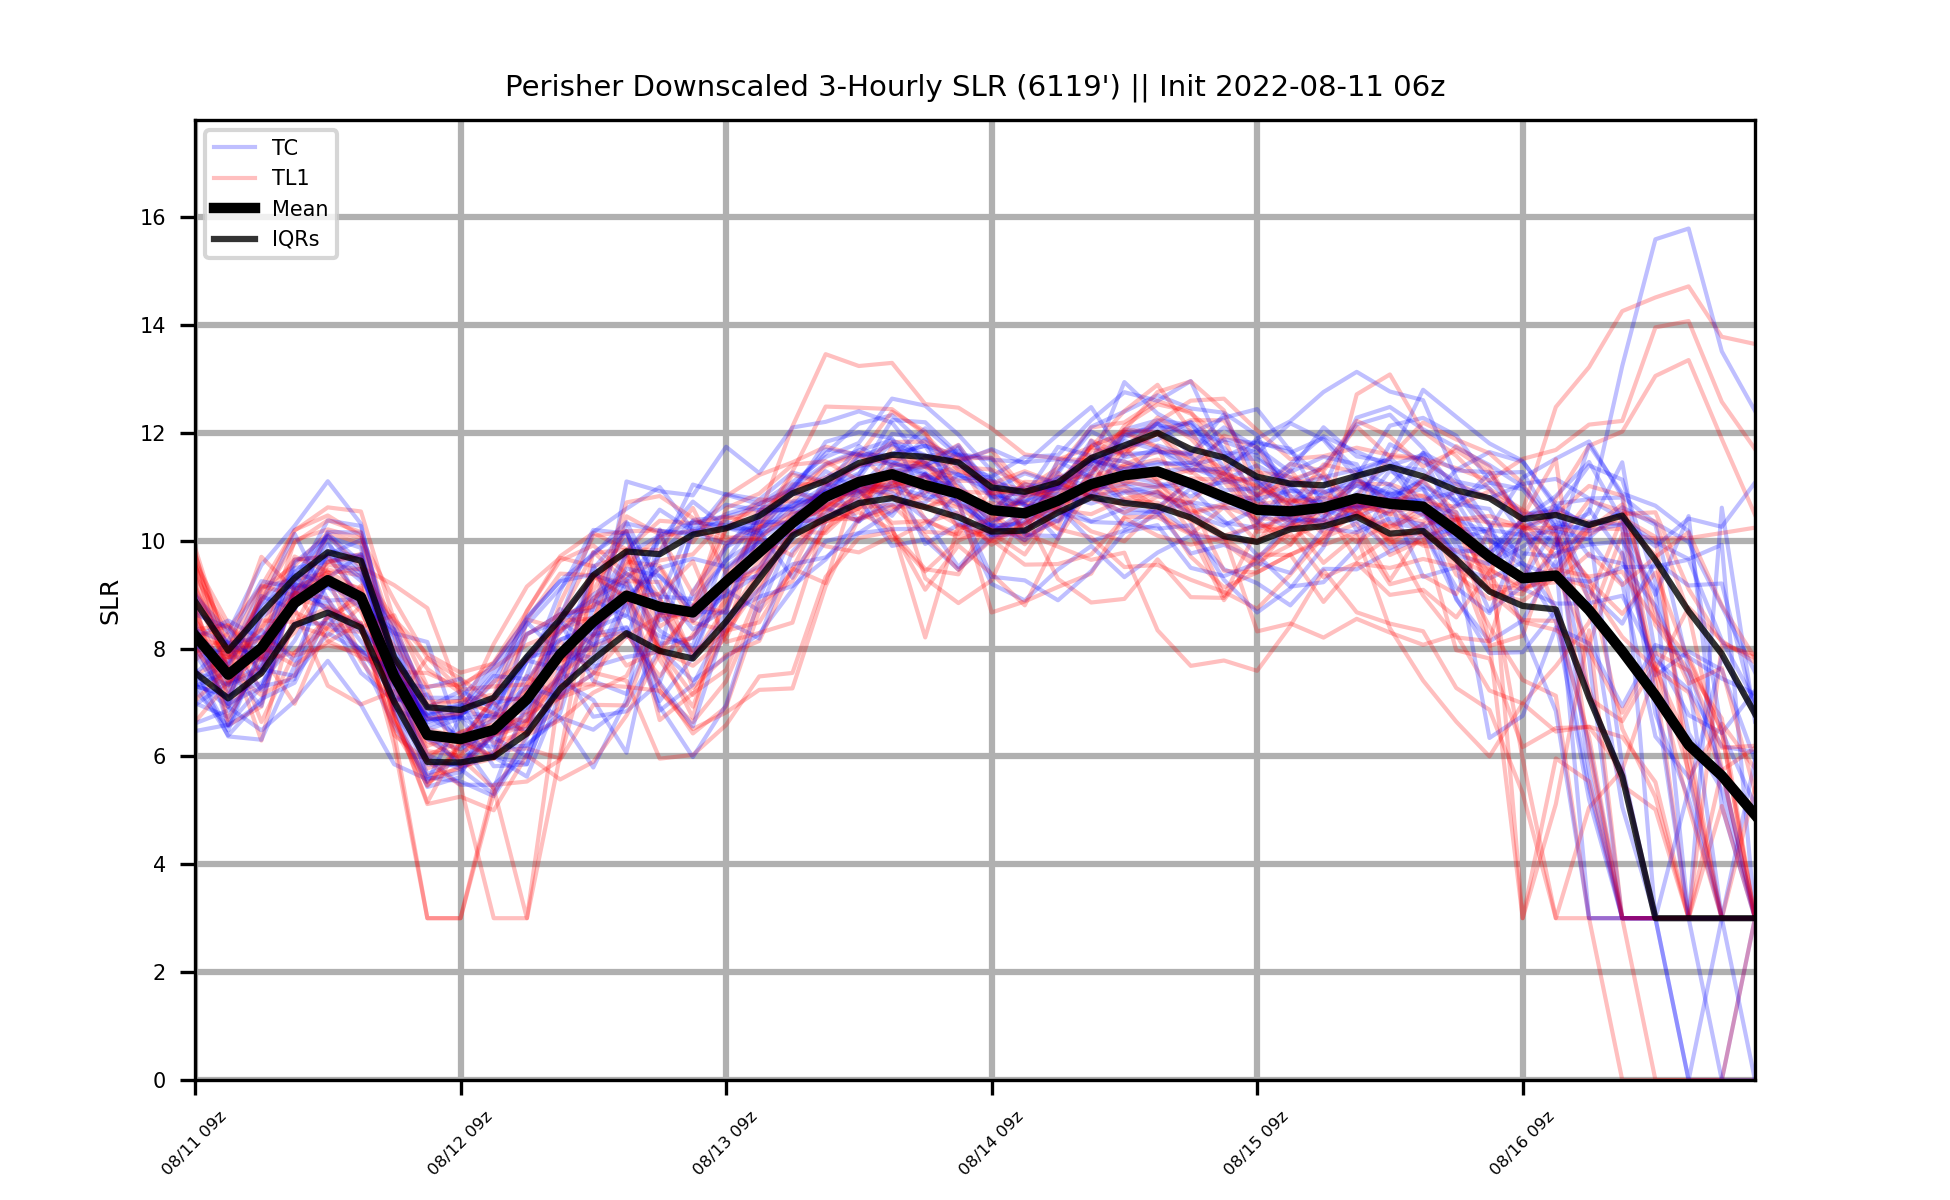 Perisher Downscaled 3-Hourly SLR (6119') || Init 2022-08-11 06z
TC
TL1
Mean
IQRs
SLR
16
14
12
10
8
6
4
2
0
08/11 09z
08/12 09z
08/13 09z
08/14 09z
08/15 09z
08/16 09z